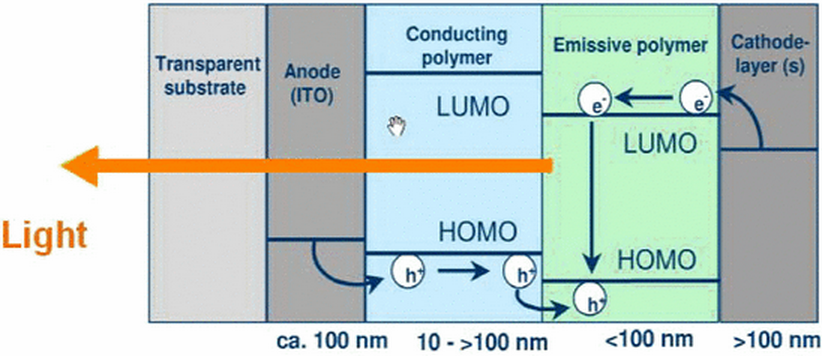 Transparent
substrate
Anode
(ITO)
Conducting
polymer
LUMO
HOMO
h+
h+
Emissive polymer
e-
e-
LUMO
HOMO
h+
Cathode-
layer (s)
Light
ca. 100 nm
10 - >100 nm
<100 nm
>100 nm